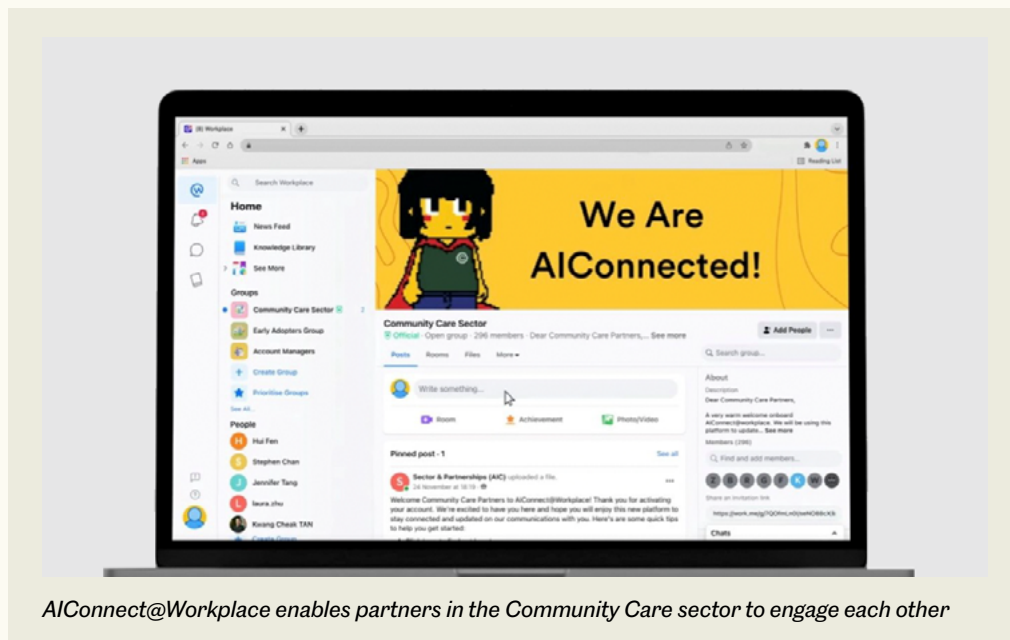 (8) Workplace
Apps
Reading List
Search Workplace
Home
News Feed
Knowledge Library
See More
Groups
Community Care Sector
2
Early Adopters Group
Account Managers
Create Group
Prioritise Groups
See All...
People
H Hui Fen
S Stephen Chan
J Jennifer Tang
L laura.zhu
Kwang Cheak TAN
Create Group
We Are
AIConnected!
Community Care Sector
Official · Open group · 296 members · Dear Community Care Partners,... See more
Add People
Posts Rooms Files More
Search group...
Write something...
Room Achievement Photo/Video
Pinned post · 1 See all
S Sector & Partnerships (AIC) uploaded a file.
24 November at 18:19
Welcome Community Care Partners to AIConnect@Workplace! Thank you for activating
your account. We're excited to have you here and hope you will enjoy this new platform to
stay connected and updated on our communications with you. Here's are some quick tips
to help you get started:
About
Description
Dear Community Care Partners,
A very warm welcome onboard
AIConnect@workplace. We will be using this
platform to update... See more
Members (296)
Find and add members...
Z B R G F K W
Share an invitation link
Chats
AIConnect@Workplace enables partners in the Community Care sector to engage each other